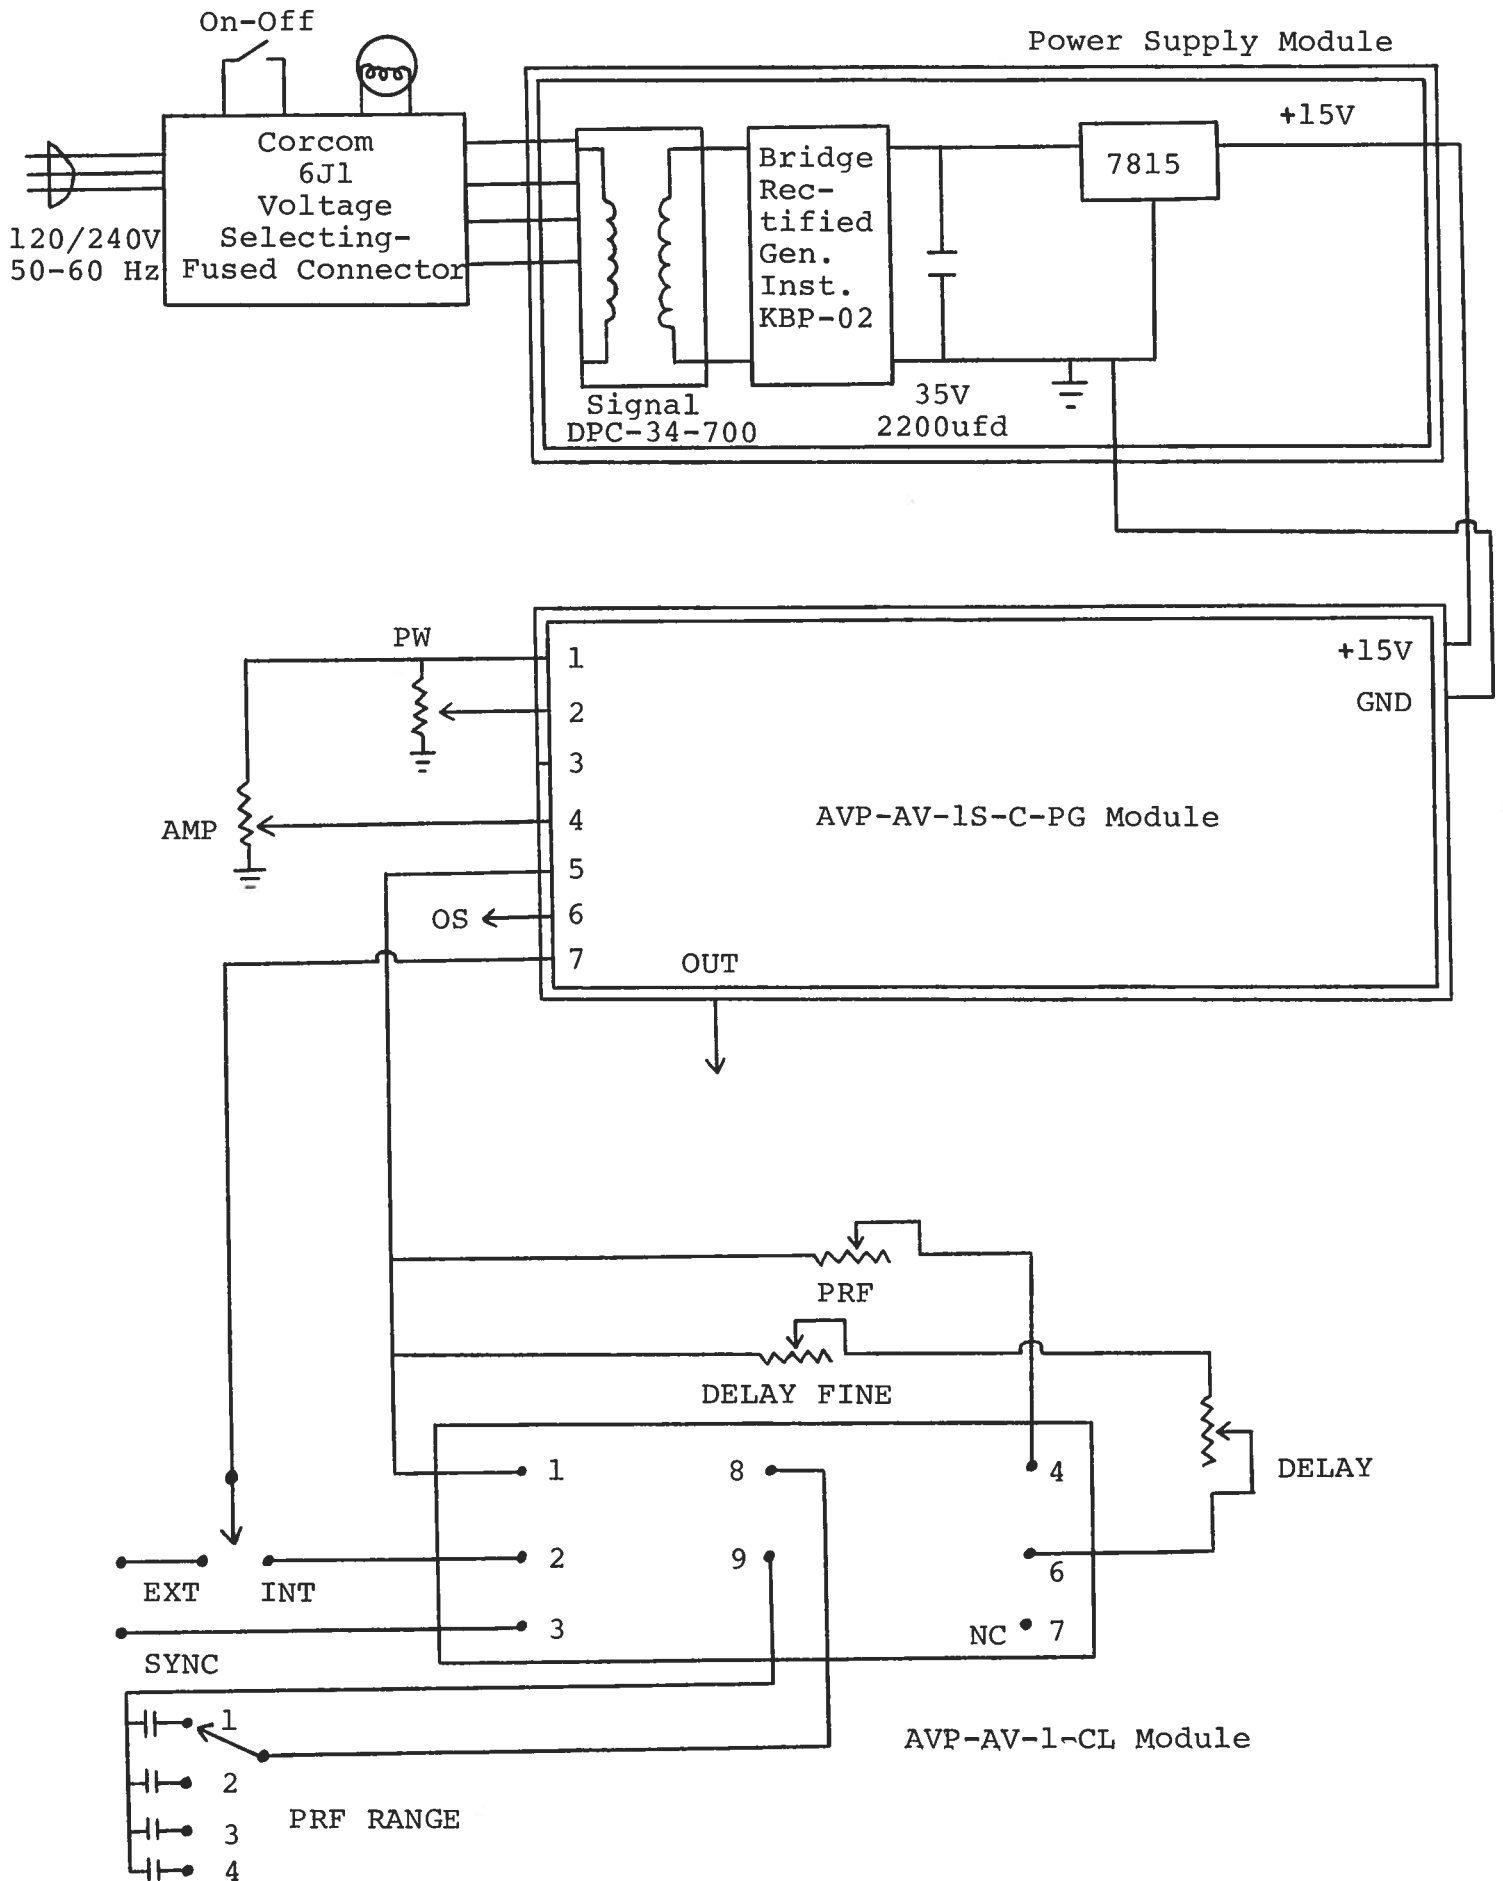 On-Off
Power Supply Module
Corcom
6J1
Voltage
Selecting-
Fused Connector
120/240V
50-60 Hz
Bridge
Rec-
tified
Gen.
Inst.
KBP-02
7815
+15V
Signal
DPC-34-700
35V
2200ufd
PW
1
2
3
4
5
6
7
+15V
GND
AMP
OS
AVP-AV-1S-C-PG Module
OUT
PRF
DELAY FINE
DELAY
1
8
4
2
9
6
3
NC
7
EXT
INT
SYNC
AVP-AV-1-CL Module
1
2
3
4
PRF RANGE